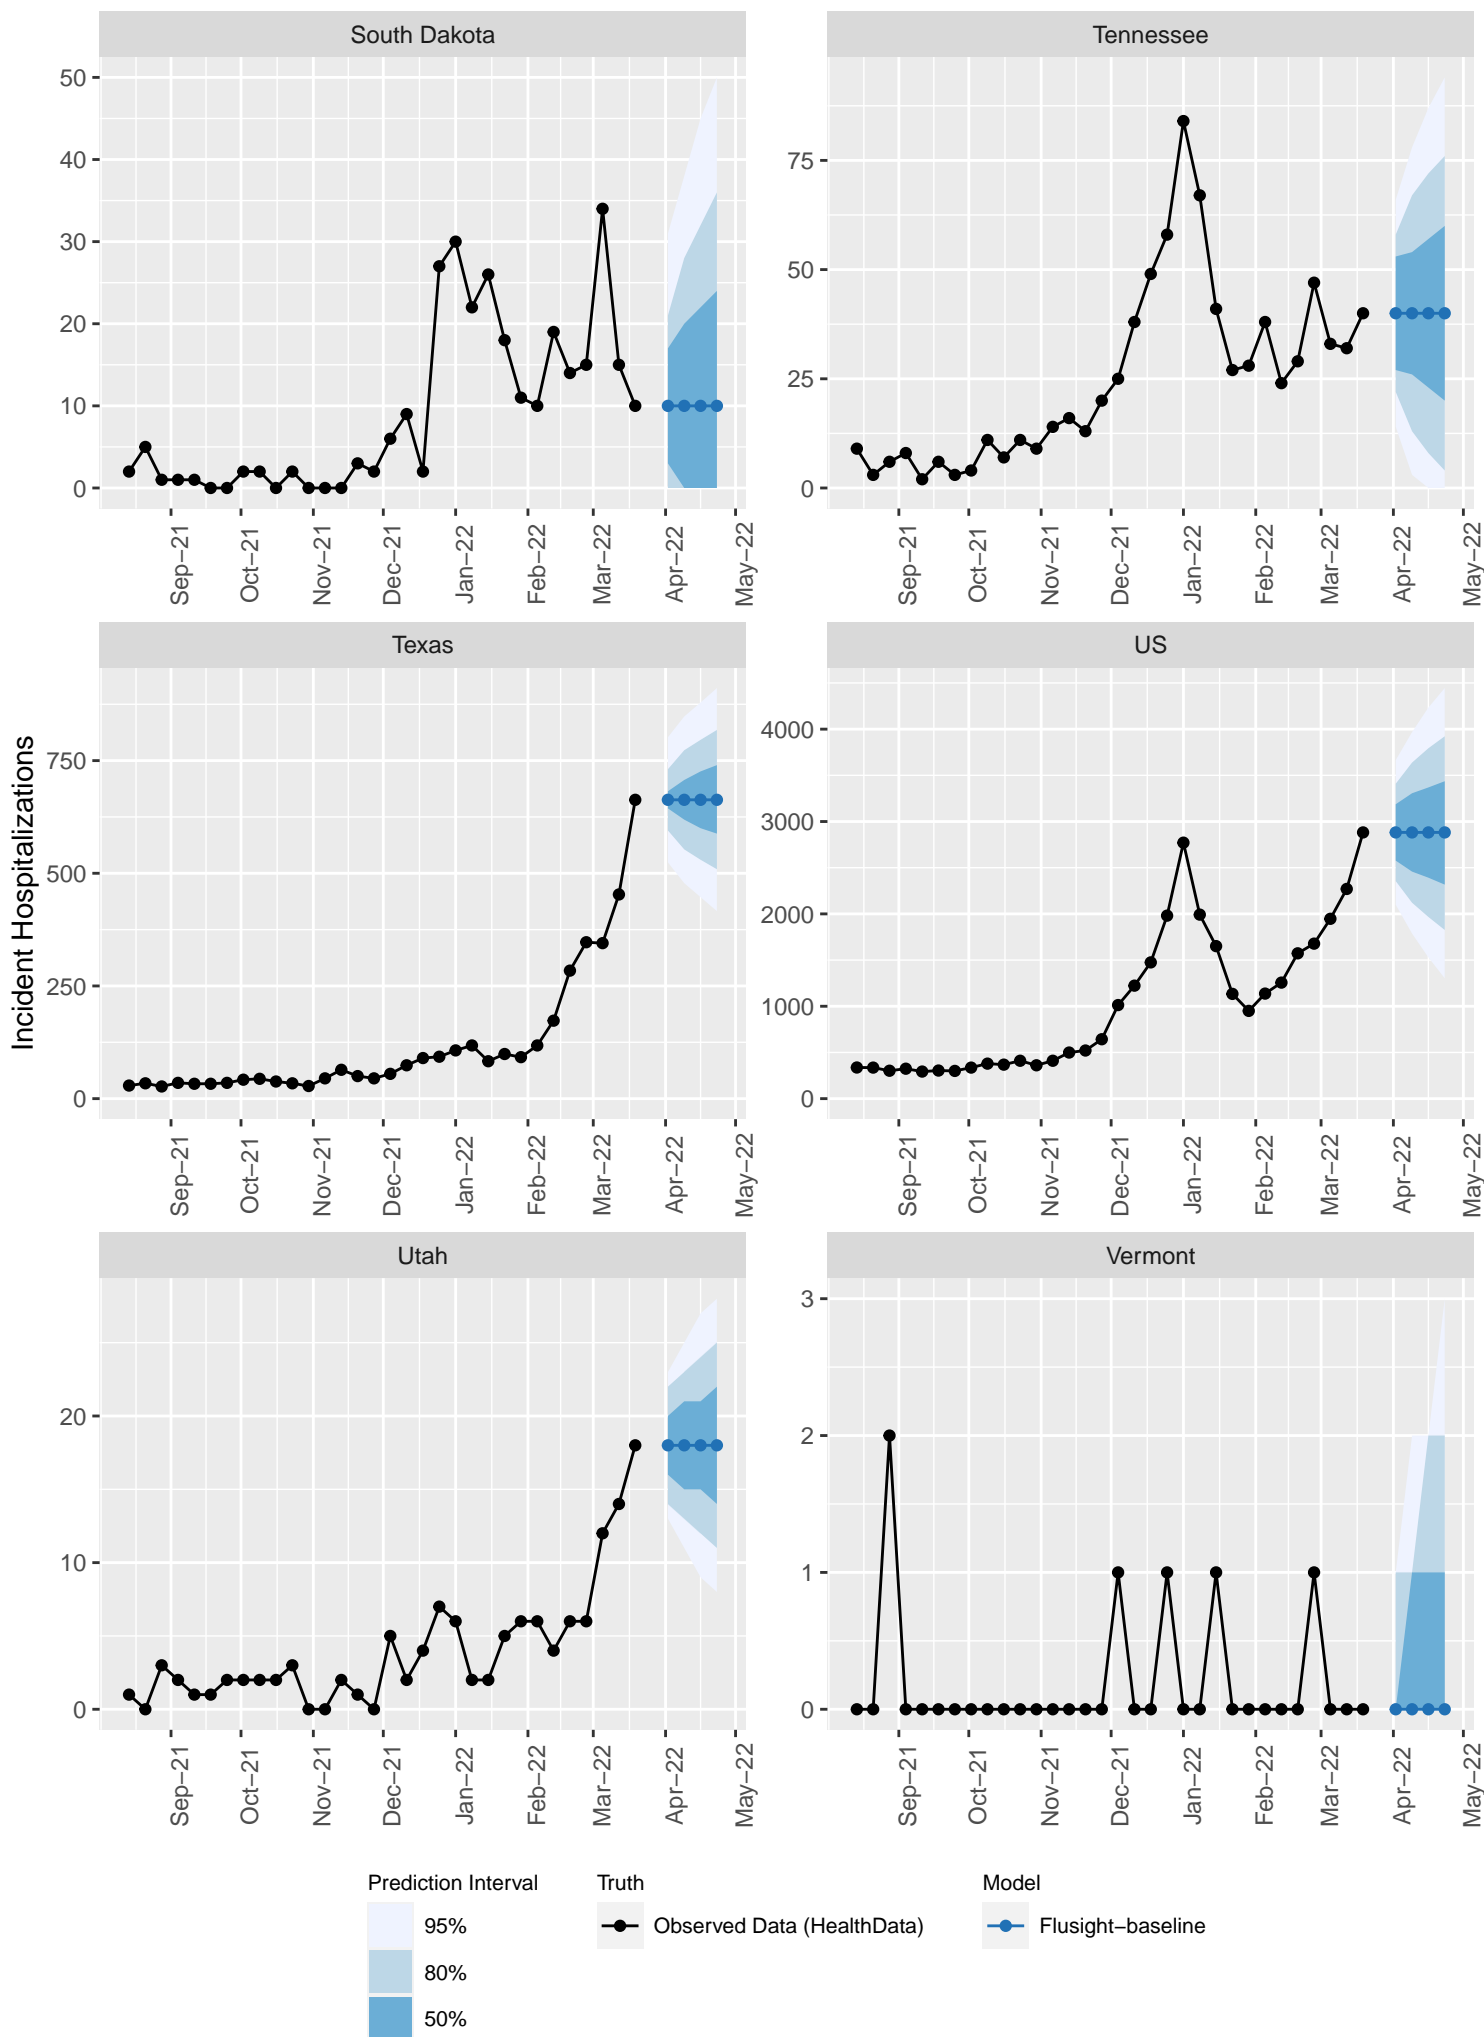 South Dakota
Tennessee
50
40
30
20
10
0
75
50
25
0
Sep−21
Oct−21
Nov−21
Dec−21
Jan−22
Feb−22
Mar−22
Apr−22
May−22
Sep−21
Oct−21
Nov−21
Dec−21
Jan−22
Feb−22
Mar−22
Apr−22
May−22
Incident Hospitalizations
Texas
US
750
500
250
0
4000
3000
2000
1000
0
Sep−21
Oct−21
Nov−21
Dec−21
Jan−22
Feb−22
Mar−22
Apr−22
May−22
Sep−21
Oct−21
Nov−21
Dec−21
Jan−22
Feb−22
Mar−22
Apr−22
May−22
Utah
Vermont
20
10
0
3
2
1
0
Sep−21
Oct−21
Nov−21
Dec−21
Jan−22
Feb−22
Mar−22
Apr−22
May−22
Sep−21
Oct−21
Nov−21
Dec−21
Jan−22
Feb−22
Mar−22
Apr−22
May−22
Prediction Interval
95%
80%
50%
Truth
Observed Data (HealthData)
Model
Flusight−baseline